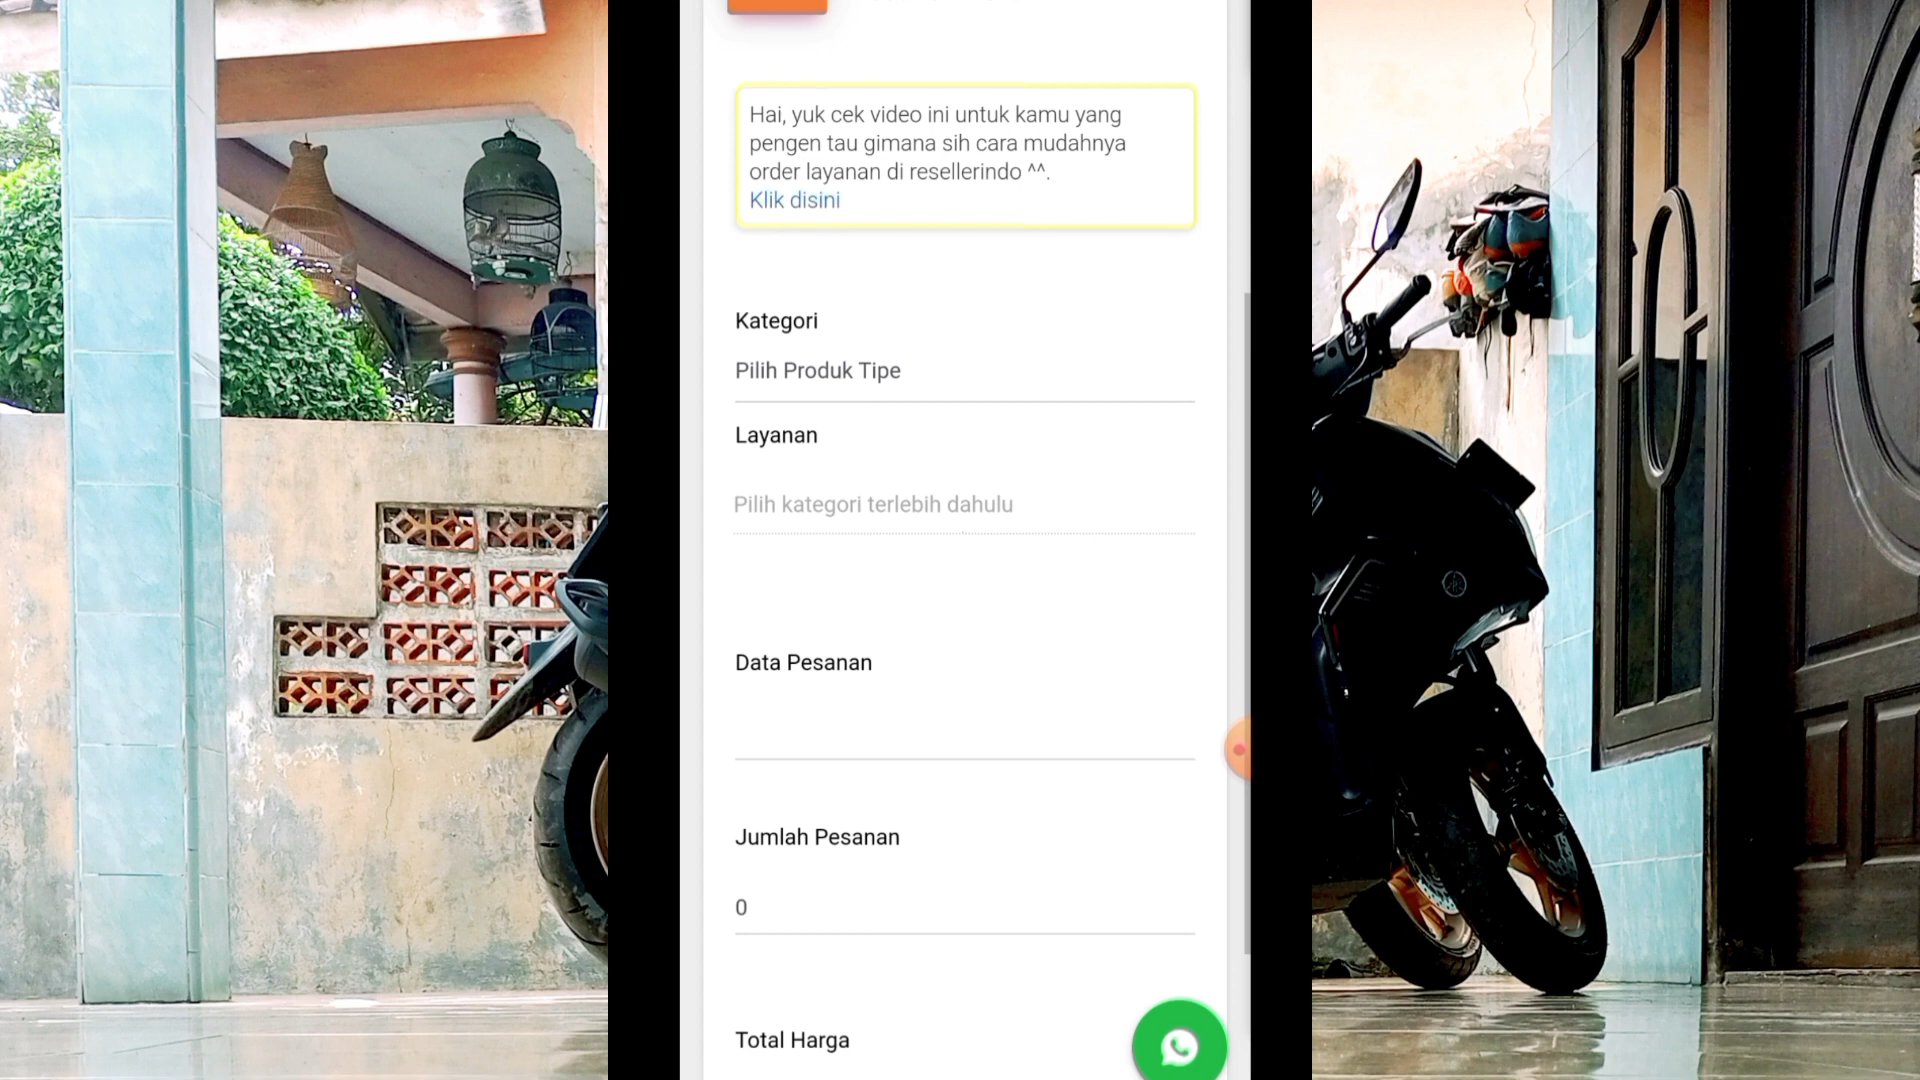 Hai, yuk cek video ini untuk kamu yang
pengen tau gimana sih cara mudahnya
order layanan di resellerindo ^^.
Klik disini
Kategori
Pilih Produk Tipe
Layanan
Pilih kategori terlebih dahulu
Data Pesanan
Jumlah Pesanan
0
Total Harga